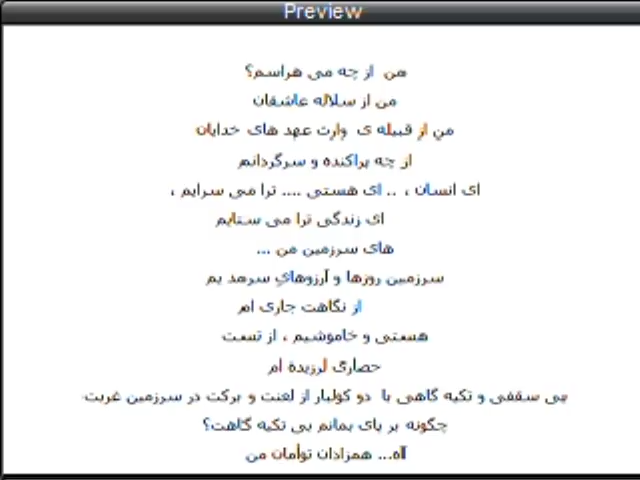 Preview
من از چه می هراسم؟
من از سلاله عاشقان
من از قبیله ی وارث عهد های خدایان
از چه پراکنده و سرگردانم
ای انسان ، .. ای هستی .... ترا می سرایم ،
ای زندگی ترا می ستایم
های سرزمین من ...
سرزمین روزها و آرزوهاي سرمد یم
از نگاهت جاری ام
هستی و خاموشیم ، از تست
حصاری لرزیده ام
بی سقفی و تکیه گاهی با دو کولبار از لعنت و برکت در سرزمین غربت
چگونه بر پای بمانم بی تکیه گاهت؟
آه... همزادان توأمان من